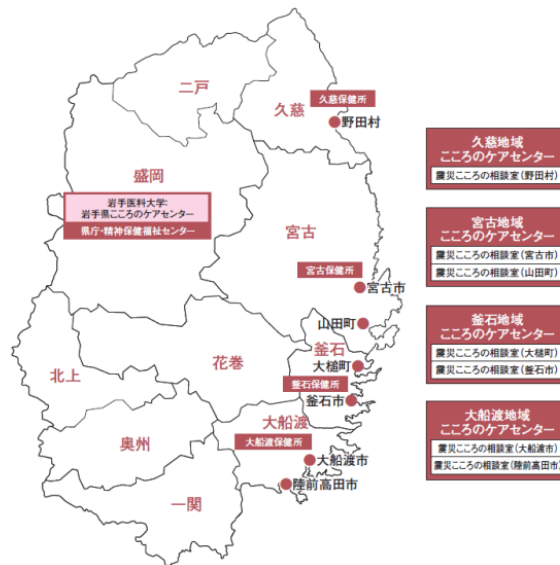 二戸
久慈
久慈保健所
野田村
盛岡
岩手医科大学:
岩手県こころのケアセンター
県庁・精神保健福祉センター
宮古
宮古保健所
宮古市
山田町
釜石
大槌町
釜石保健所
釜石市
花巻
北上
大船渡
大船渡保健所
大船渡市
陸前高田市
奥州
一関
久慈地域
こころのケアセンター
震災こころの相談室(野田村)
宮古地域
こころのケアセンター
震災こころの相談室(宮古市)
震災こころの相談室(山田町)
釜石地域
こころのケアセンター
震災こころの相談室(大槌町)
震災こころの相談室(釜石市)
大船渡地域
こころのケアセンター
震災こころの相談室(大船渡市)
震災こころの相談室(陸前高田市)